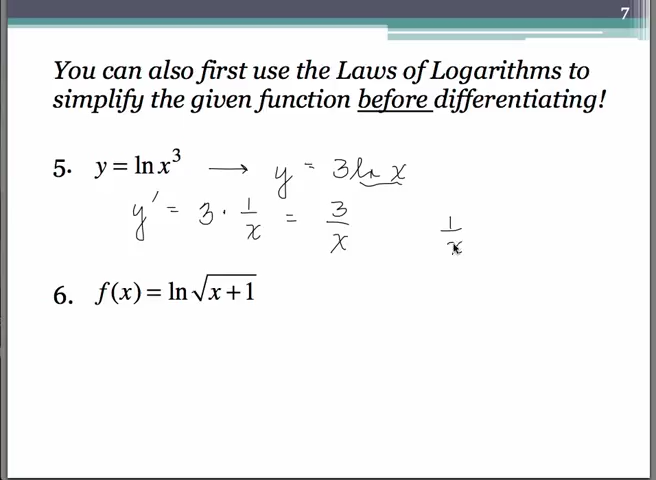 7
You can also first use the Laws of Logarithms to
simplify the given function before differentiating!
5. y = ln x³ → y = 3 ln x
y' = 3 · 1/x = 3/x 1/x
6. f(x) = ln √(x + 1)